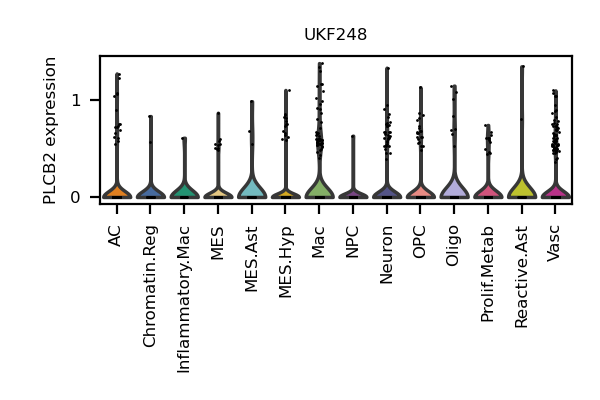 UKF248
PLCB2 expression
1
0
AC
Chromatin.Reg
Inflammatory.Mac
MES
MES.Ast
MES.Hyp
Mac
NPC
Neuron
OPC
Oligo
Prolif.Metab
Reactive.Ast
Vasc